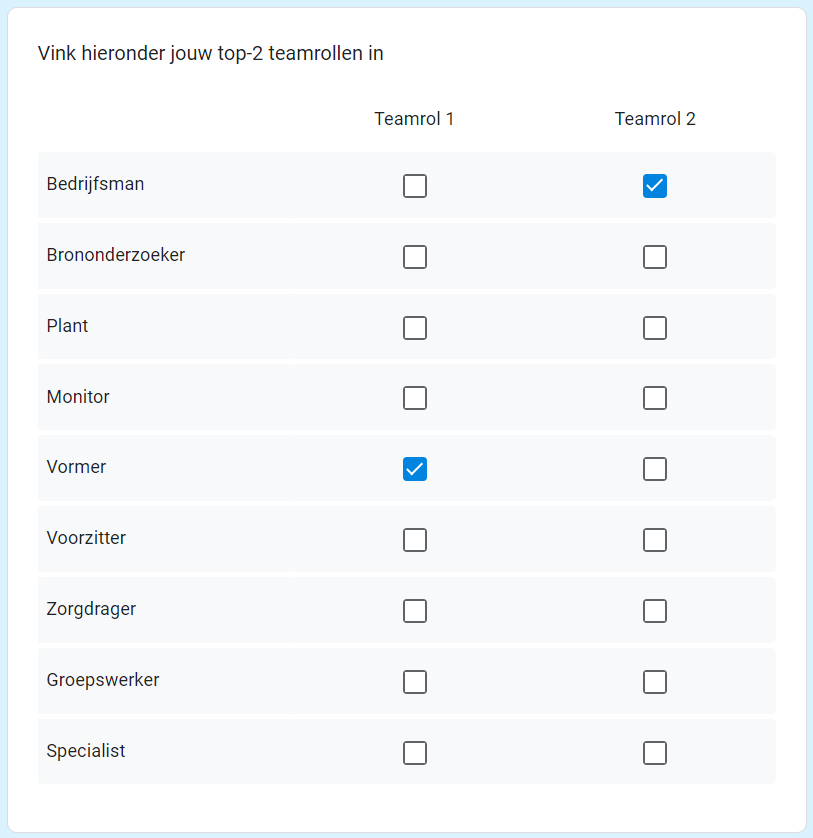 Vink hieronder jouw top-2 teamrollen in
Teamrol 1 Teamrol 2
Bedrijfsman
Brononderzoeker
Plant
Monitor
Vormer
Voorzitter
Zorgdrager
Groepswerker
Specialist